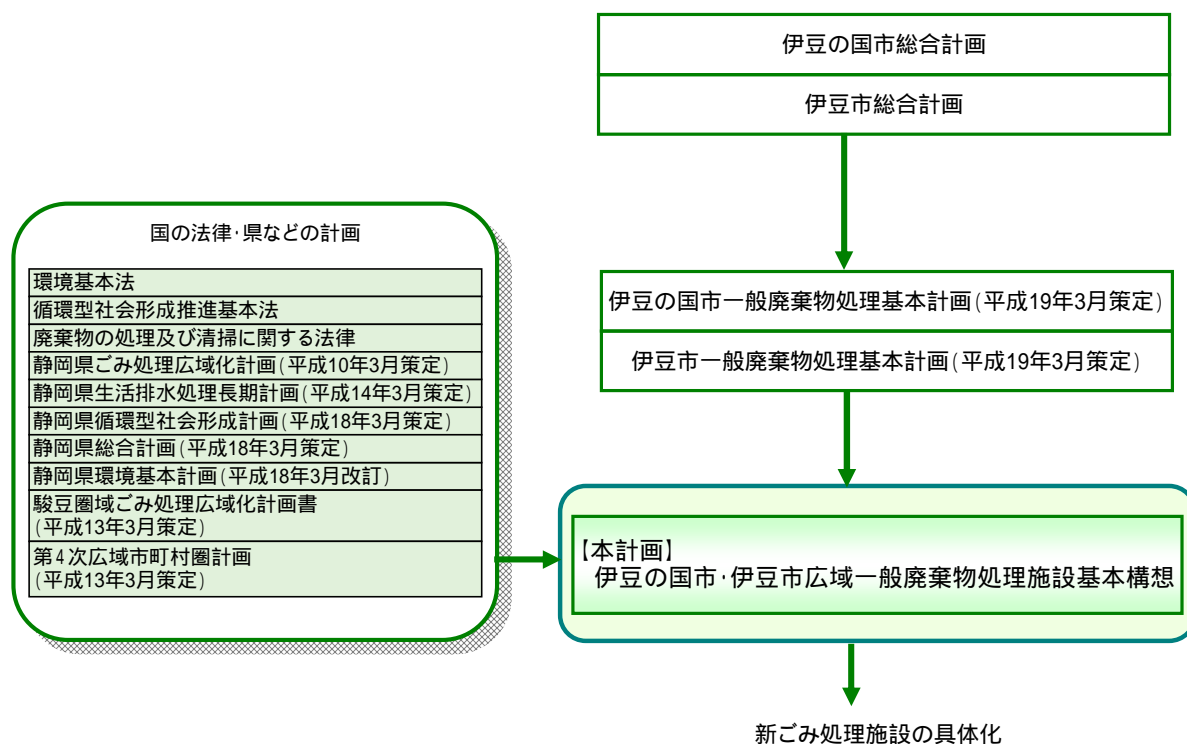 伊豆の国市総合計画
伊豆市総合計画
国の法律・県などの計画
環境基本法
循環型社会形成推進基本法
廃棄物の処理及び清掃に関する法律
静岡県ごみ処理広域化計画(平成10年3月策定)
静岡県生活排水処理長期計画(平成14年3月策定)
静岡県循環型社会形成計画(平成18年3月策定)
静岡県総合計画(平成18年3月策定)
静岡県環境基本計画(平成18年3月改訂)
駿豆圏域ごみ処理広域化計画書
(平成13年3月策定)
第4次広域市町村圏計画
(平成13年3月策定)
伊豆の国市一般廃棄物処理基本計画(平成19年3月策定)
伊豆市一般廃棄物処理基本計画(平成19年3月策定)
【本計画】
伊豆の国市・伊豆市広域一般廃棄物処理施設基本構想
新ごみ処理施設の具体化